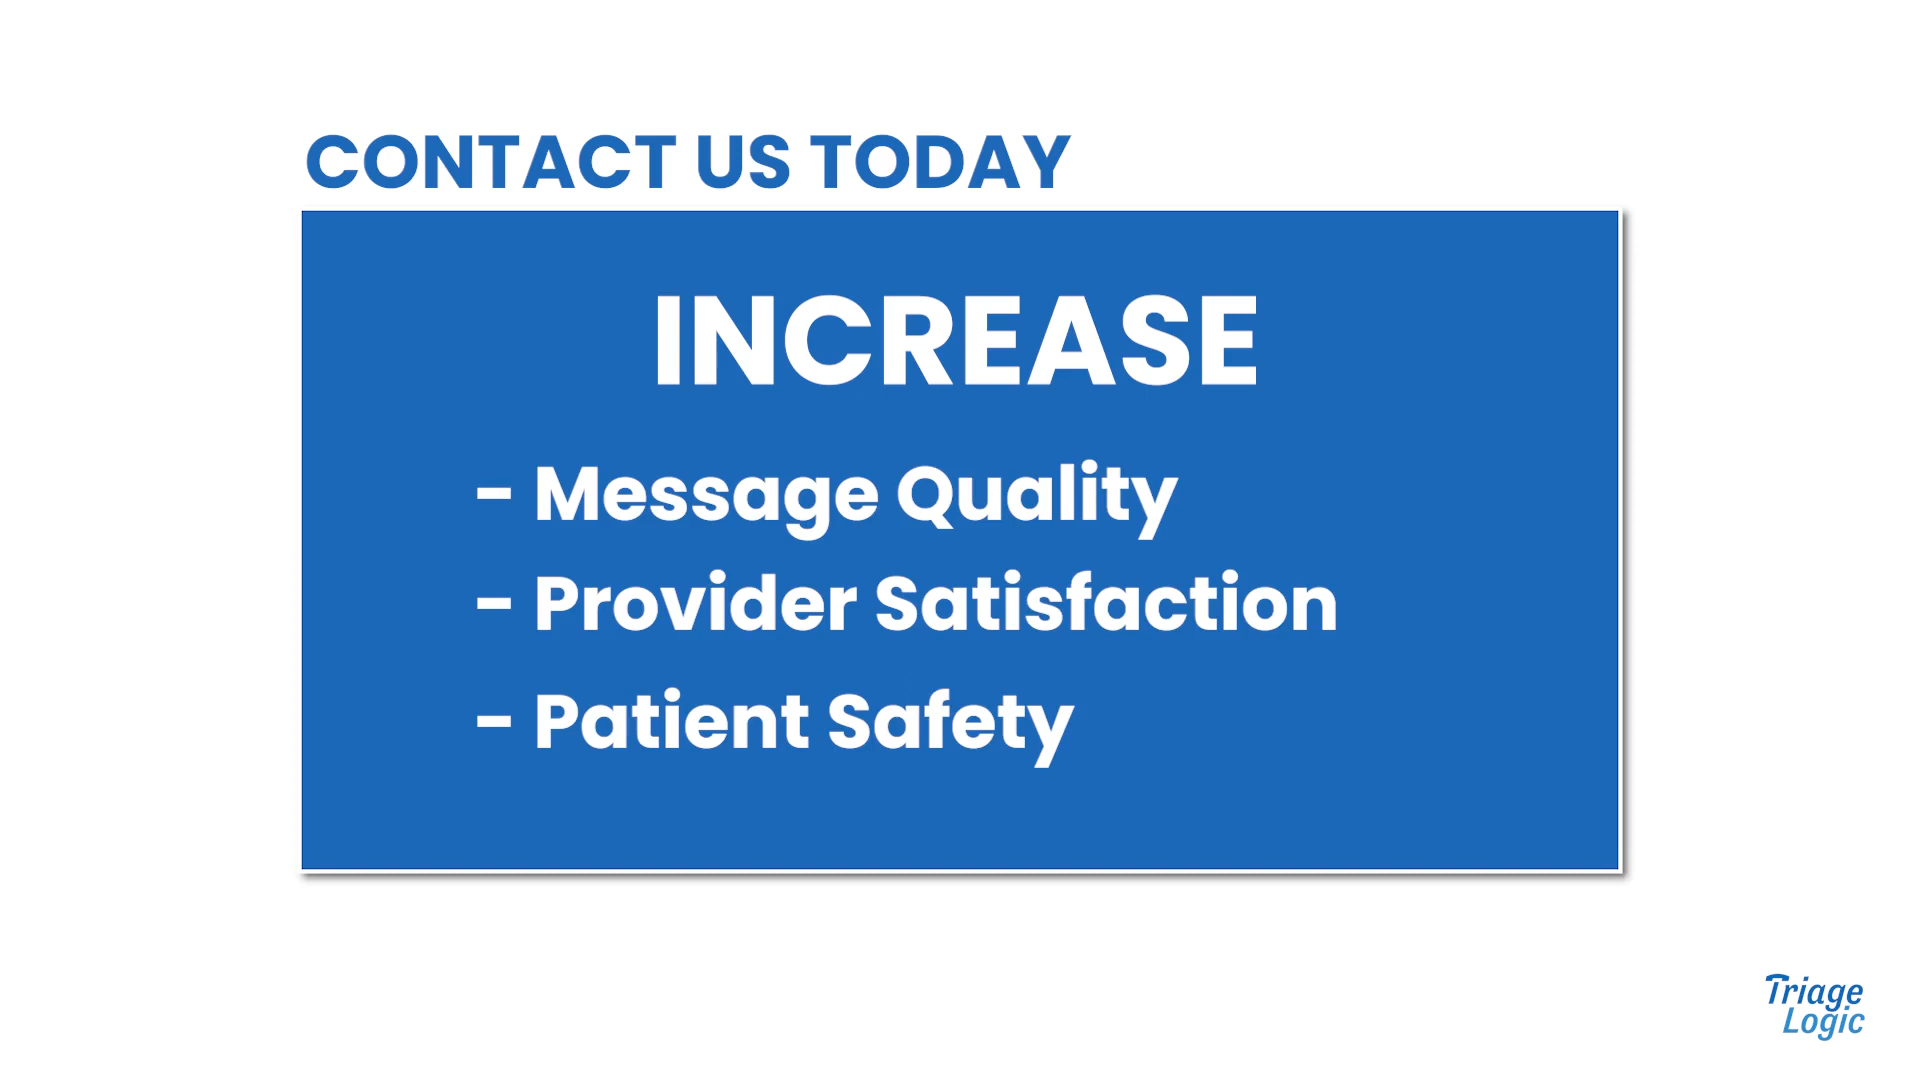 CONTACT US TODAY
INCREASE
- Message Quality
- Provider Satisfaction
- Patient Safety
Triage
Logic